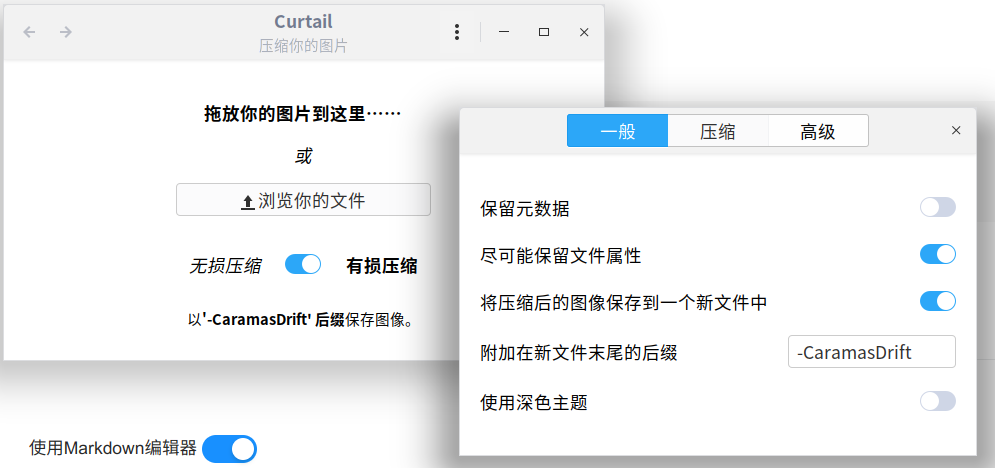 Curtail
压缩你的图片
拖放你的图片到这里……
或
浏览你的文件
无损压缩 有损压缩
以'-CaramasDrift' 后缀保存图像。
一般 压缩 高级
保留元数据
尽可能保留文件属性
将压缩后的图像保存到一个新文件中
附加在新文件末尾的后缀 -CaramasDrift
使用深色主题
使用Markdown编辑器